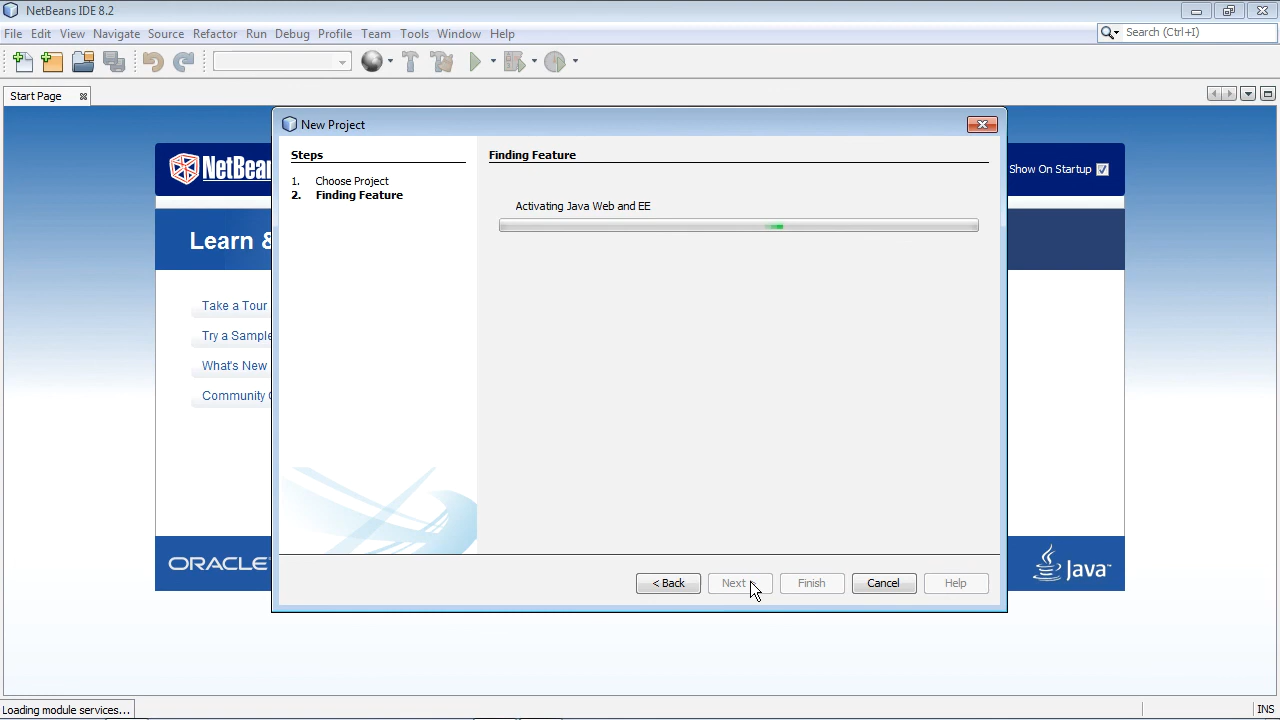 NetBeans IDE 8.2
File Edit View Navigate Source Refactor Run Debug Profile Team Tools Window Help
Search (Ctrl+I)
Start Page
New Project
Steps
1. Choose Project
2. Finding Feature
Finding Feature
Activating Java Web and EE
Show On Startup
Learn &
Take a Tour
Try a Sample
What's New
Community
ORACLE
Java
< Back Next Finish Cancel Help
Loading module services...
INS